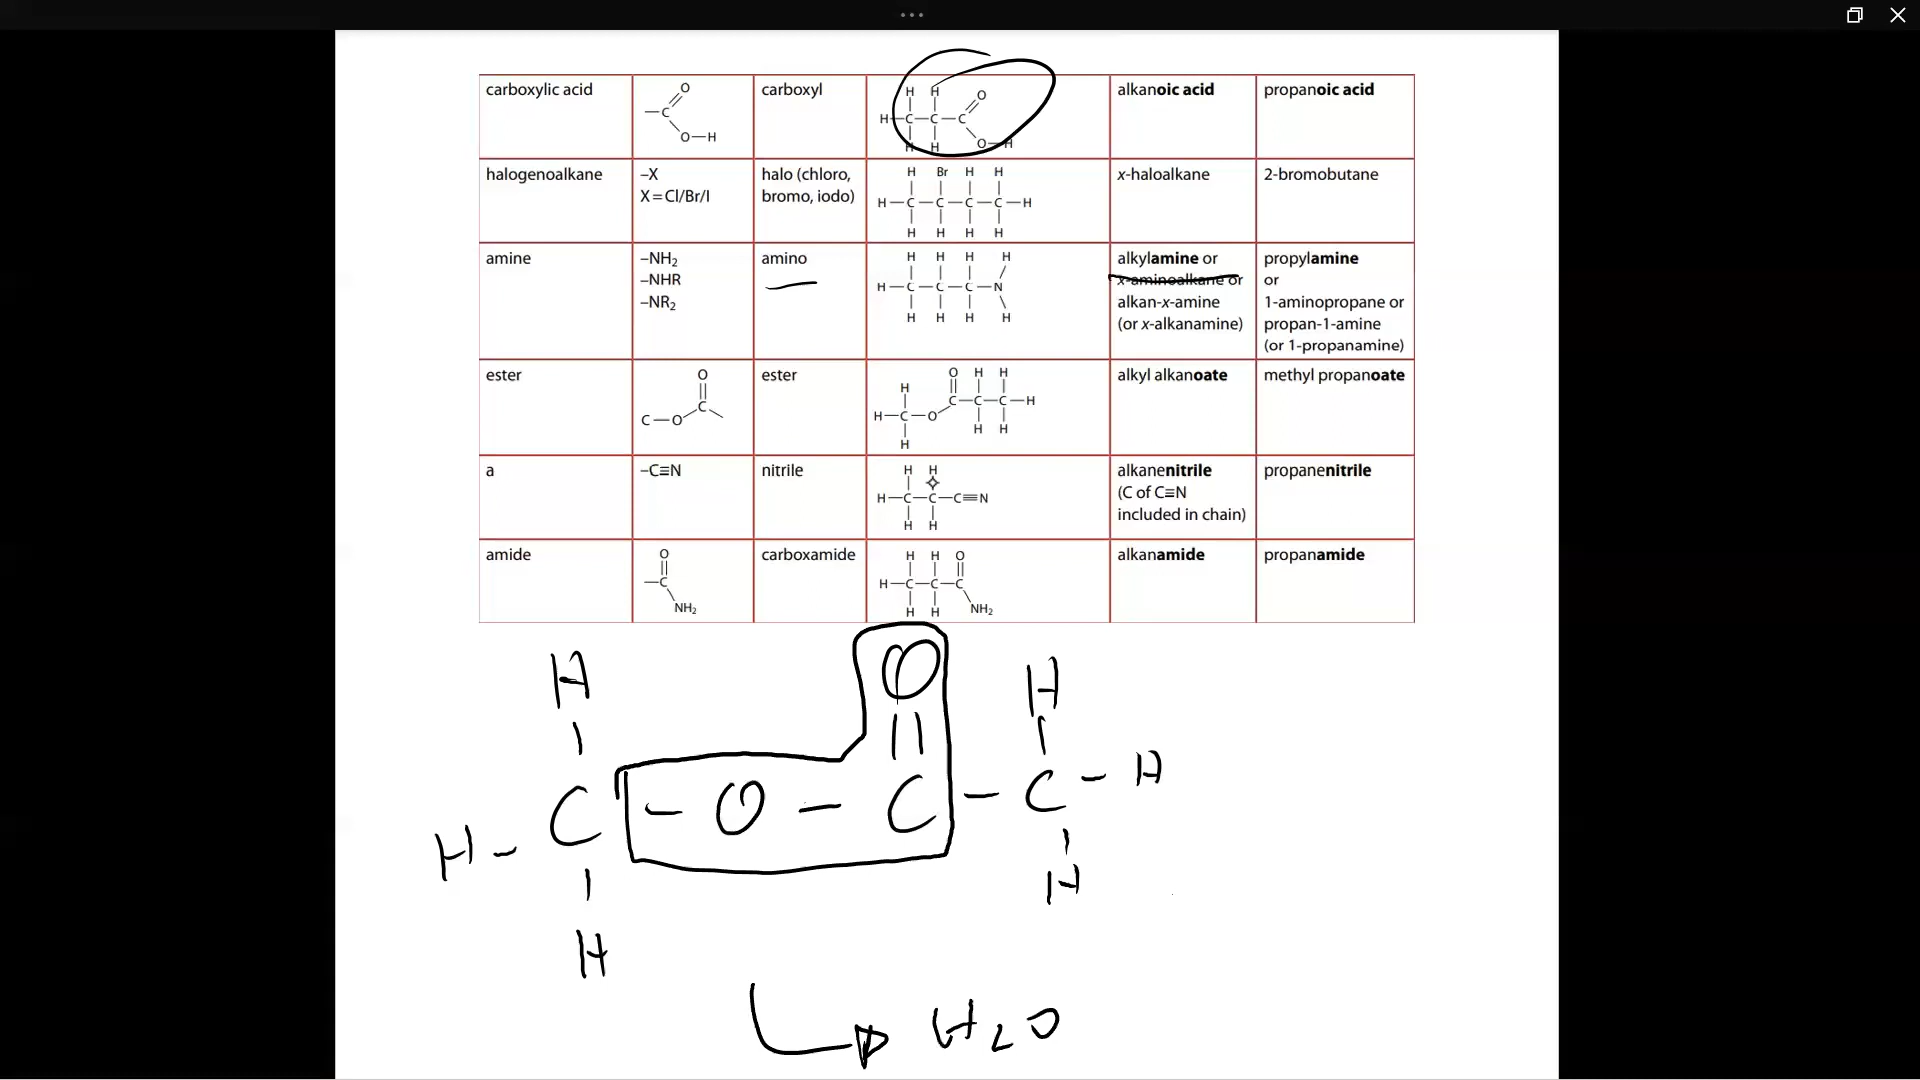 carboxylic acid
O
C
O—H
carboxyl
H H O
H—C—C—C
H H O—H
alkanoic acid
propanoic acid
halogenoalkane
–X
X=Cl/Br/I
halo (chloro,
bromo, iodo)
H Br H H
H—C—C—C—C—H
H H H H
x-haloalkane
2-bromobutane
amine
–NH₂
–NHR
–NR₂
amino
H H H H
H—C—C—C—N
H H H H
alkylamine or
x-aminoalkane or
alkan-x-amine
(or x-alkanamine)
propylamine
or
1-aminopropane or
propan-1-amine
(or 1-propanamine)
ester
O
C
C—O
ester
O H H
H C—C—C—H
H—C—O
H H
H
alkyl alkanoate
methyl propanoate
a
–C≡N
nitrile
H H
H—C—C—C≡N
H H
alkanenitrile
(C of C≡N
included in chain)
propanenitrile
amide
O
—C
NH₂
carboxamide
H H O
H—C—C—C
H H NH₂
alkanamide
propanamide
H O H
H - C - O - C - C - H
H H
H₂O